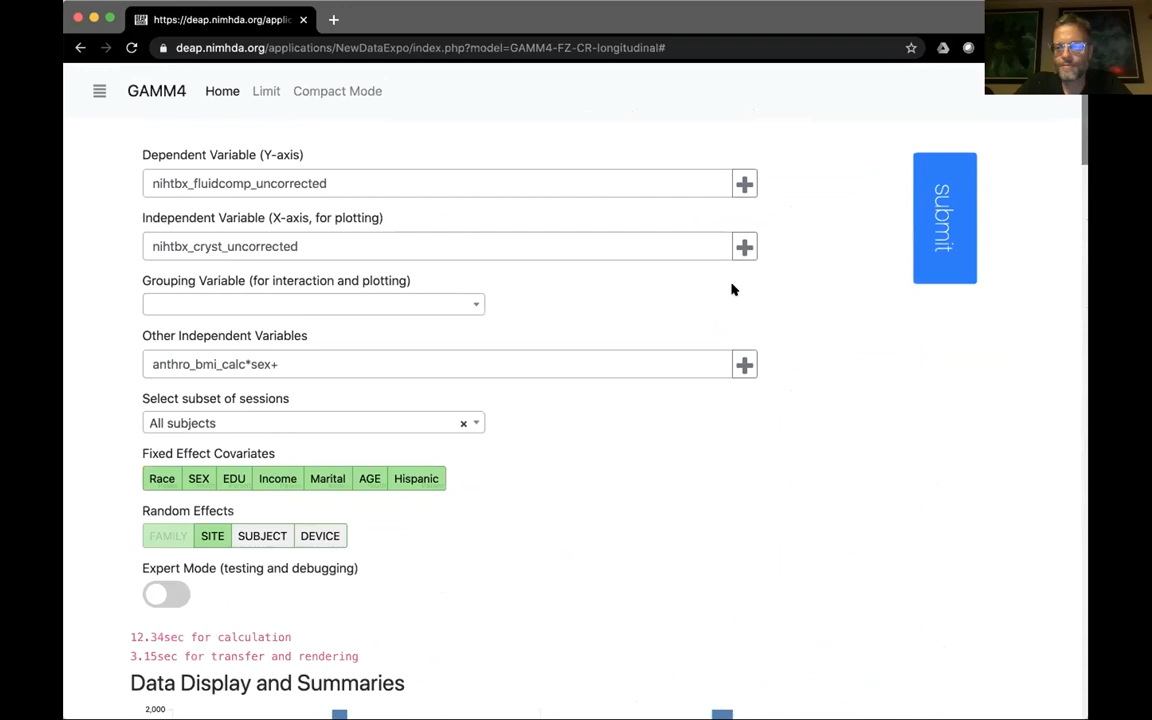 https://deap.nimhda.org/applic
deap.nimhda.org/applications/NewDataExpo/index.php?model=GAMM4-FZ-CR-longitudinal#
GAMM4 Home Limit Compact Mode
Dependent Variable (Y-axis)
nihtbx_fluidcomp_uncorrected
Independent Variable (X-axis, for plotting)
nihtbx_cryst_uncorrected
submit
Grouping Variable (for interaction and plotting)
Other Independent Variables
anthro_bmi_calc*sex+
Select subset of sessions
All subjects
Fixed Effect Covariates
Race SEX EDU Income Marital AGE Hispanic
Random Effects
FAMILY SITE SUBJECT DEVICE
Expert Mode (testing and debugging)
12.34sec for calculation
3.15sec for transfer and rendering
Data Display and Summaries
2,000